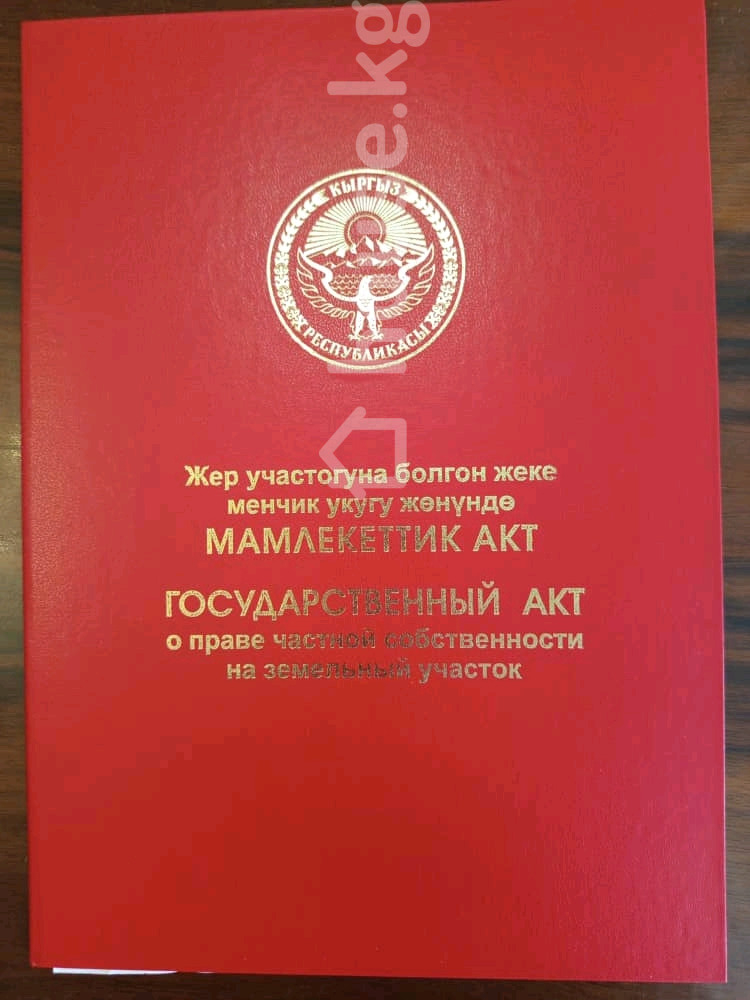 КЫРГЫЗ
РЕСПУБЛИКАСЫ
Жер участогуна болгон жеке
менчик укугу жөнүндө
МАМЛЕКЕТТИК АКТ
ГОСУДАРСТВЕННЫЙ АКТ
о праве частной собственности
на земельный участок